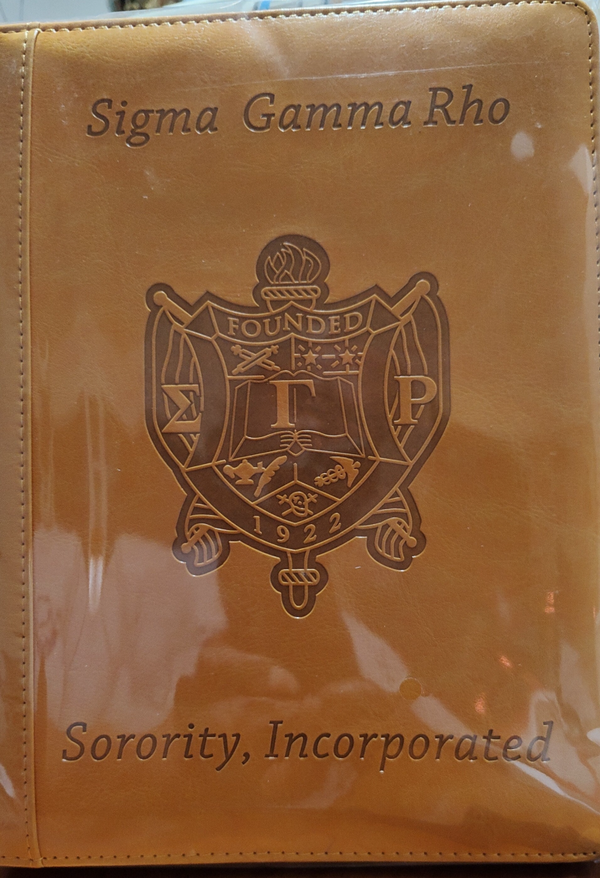 Sigma Gamma Rho
FOUNDED
Σ Γ Ρ
1922
Sorority, Incorporated